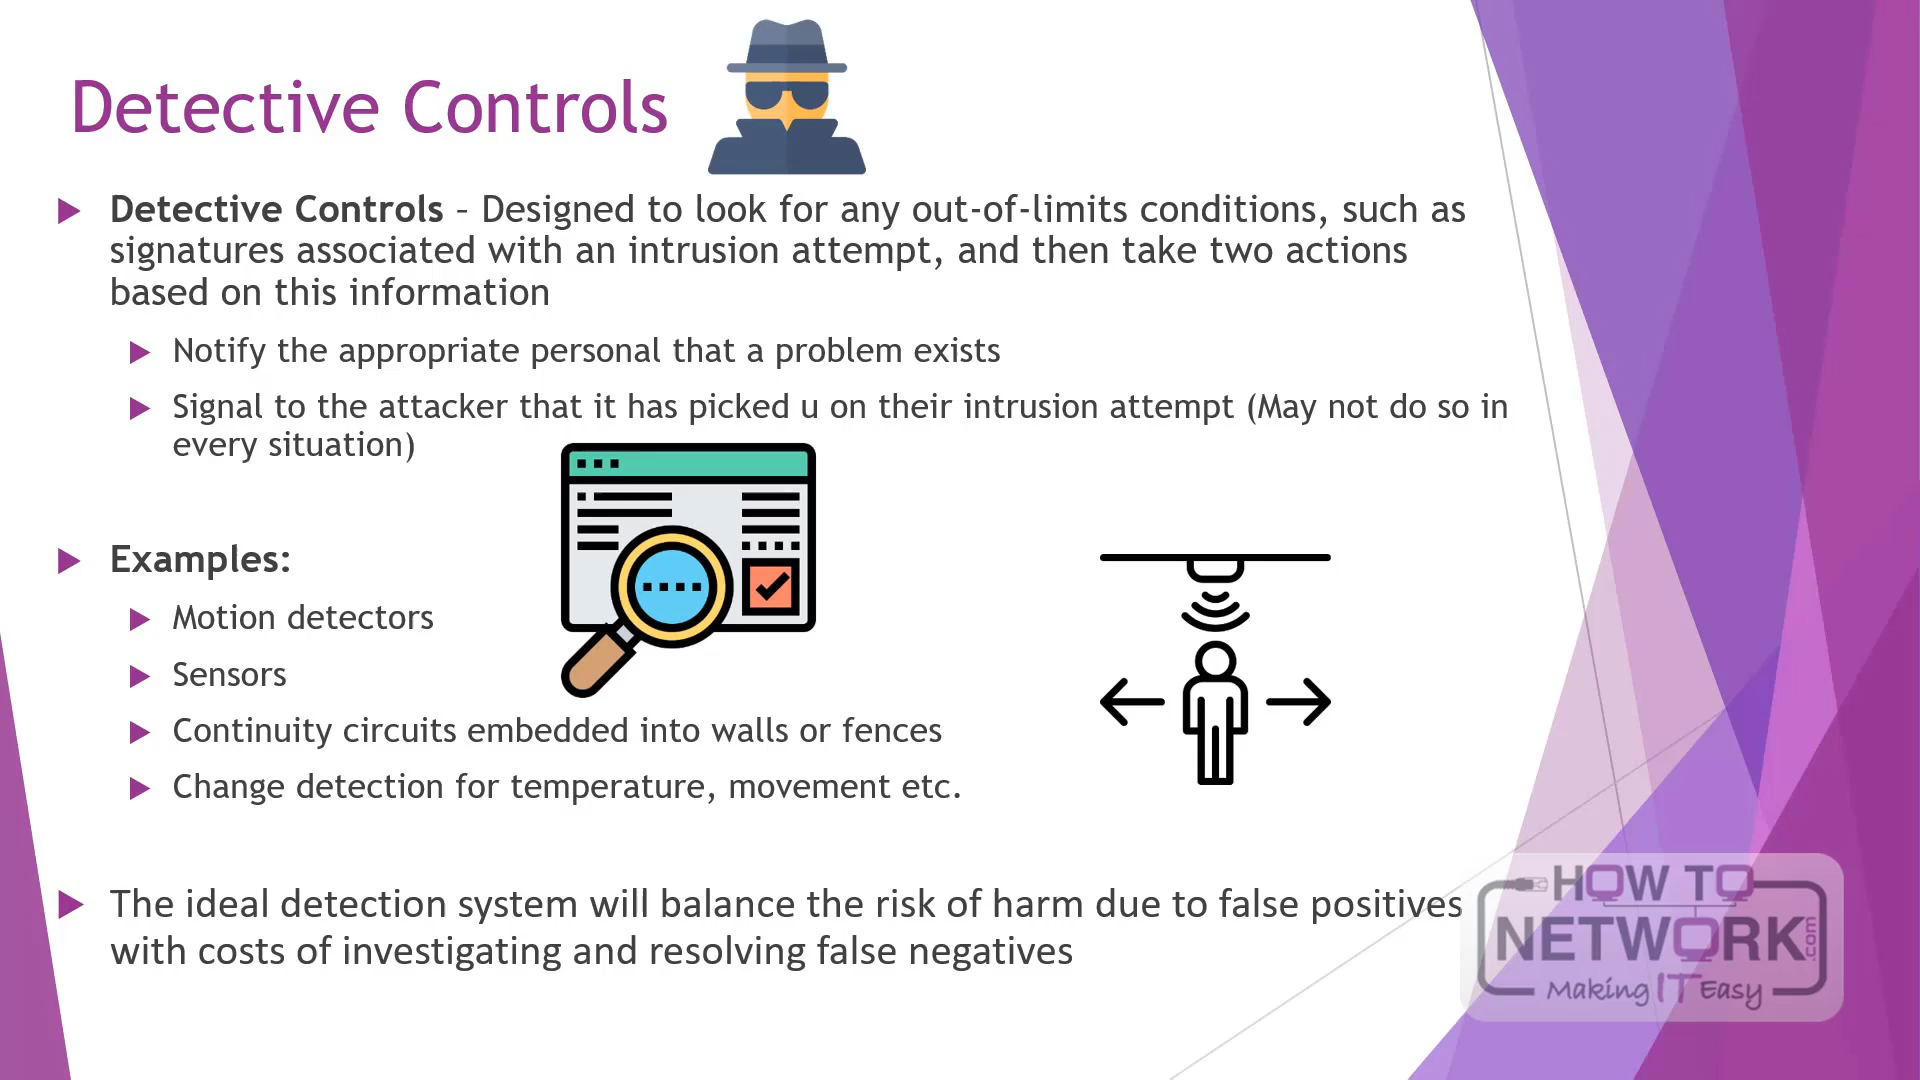 Detective Controls
Detective Controls – Designed to look for any out-of-limits conditions, such as
signatures associated with an intrusion attempt, and then take two actions
based on this information
Notify the appropriate personal that a problem exists
Signal to the attacker that it has picked u on their intrusion attempt (May not do so in
every situation)
Examples:
Motion detectors
Sensors
Continuity circuits embedded into walls or fences
Change detection for temperature, movement etc.
The ideal detection system will balance the risk of harm due to false positives
with costs of investigating and resolving false negatives
HOW TO
NETWORK.com
Making IT Easy